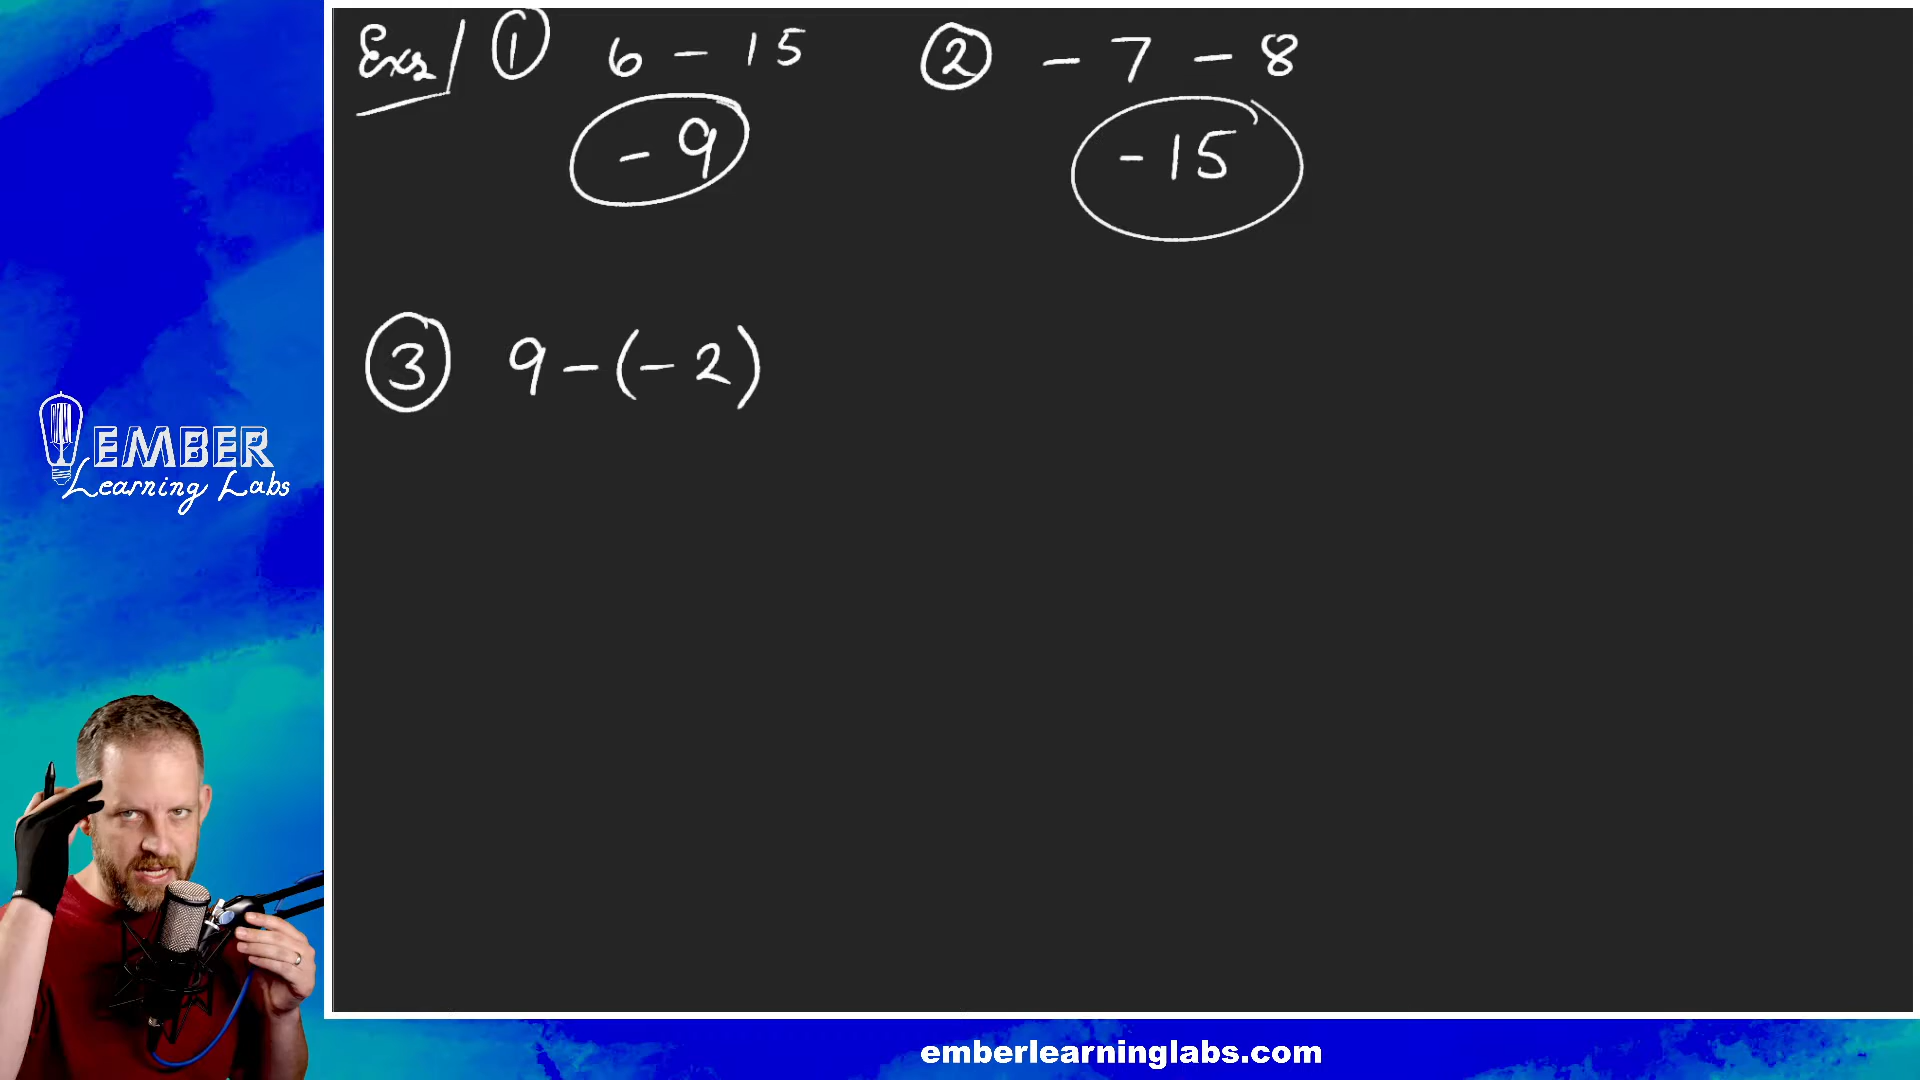 Exs/ ① 6 - 15 ② - 7 - 8
- 9 - 15
③ 9 - (- 2)
EMBER
Learning Labs
emberlearninglabs.com